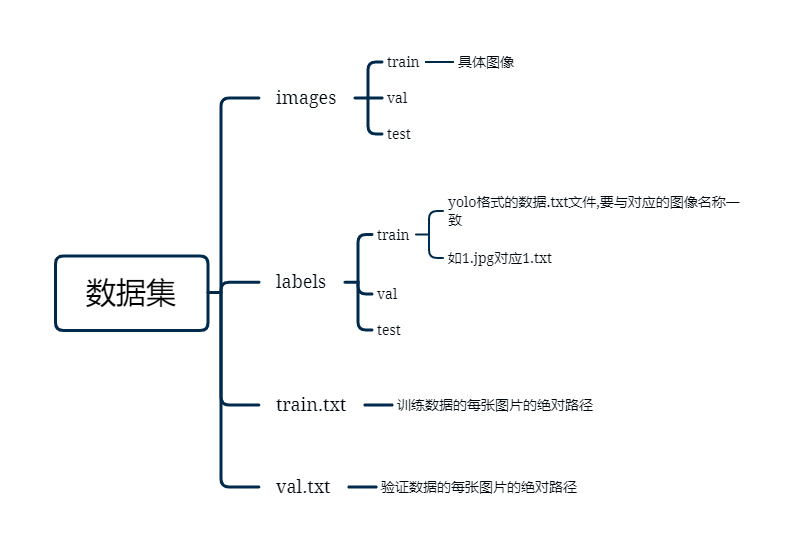 数据集
images
train
具体图像
val
test
labels
train
yolo格式的数据.txt文件,要与对应的图像名称一
致
如1.jpg对应1.txt
val
test
train.txt
训练数据的每张图片的绝对路径
val.txt
验证数据的每张图片的绝对路径